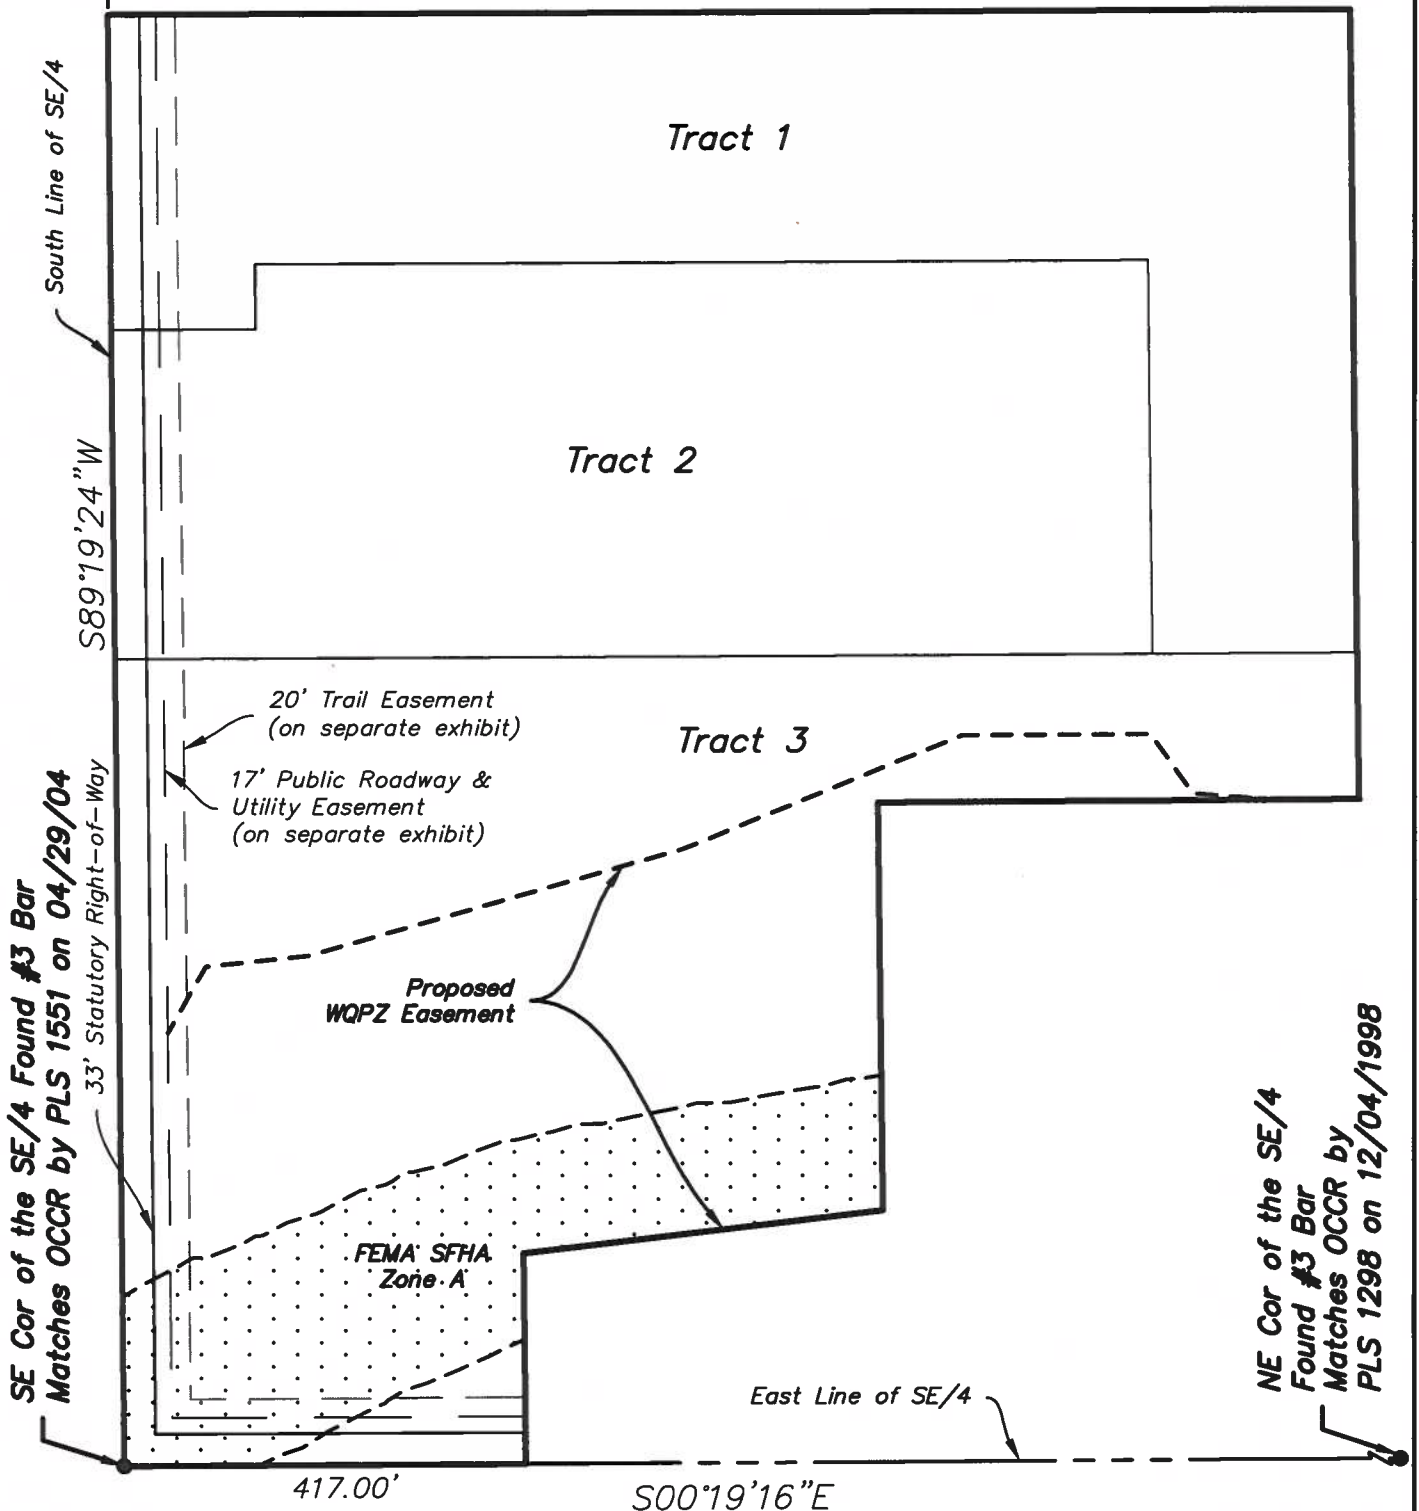 Tract 1
South Line of SE/4
Tract 2
S89°19'24"W
20' Trail Easement
(on separate exhibit)
Tract 3
17' Public Roadway &
Utility Easement
(on separate exhibit)
SE Cor of the SE/4 Found #3 Bar
Matches OCCR by PLS 1551 on 04/29/04
33' Statutory Right-of-Way
Proposed
WQPZ Easement
FEMA SFHA
Zone A
NE Cor of the SE/4
Found #3 Bar
Matches OCCR by
PLS 1298 on 12/04/1998
East Line of SE/4
417.00'
S00°19'16"E